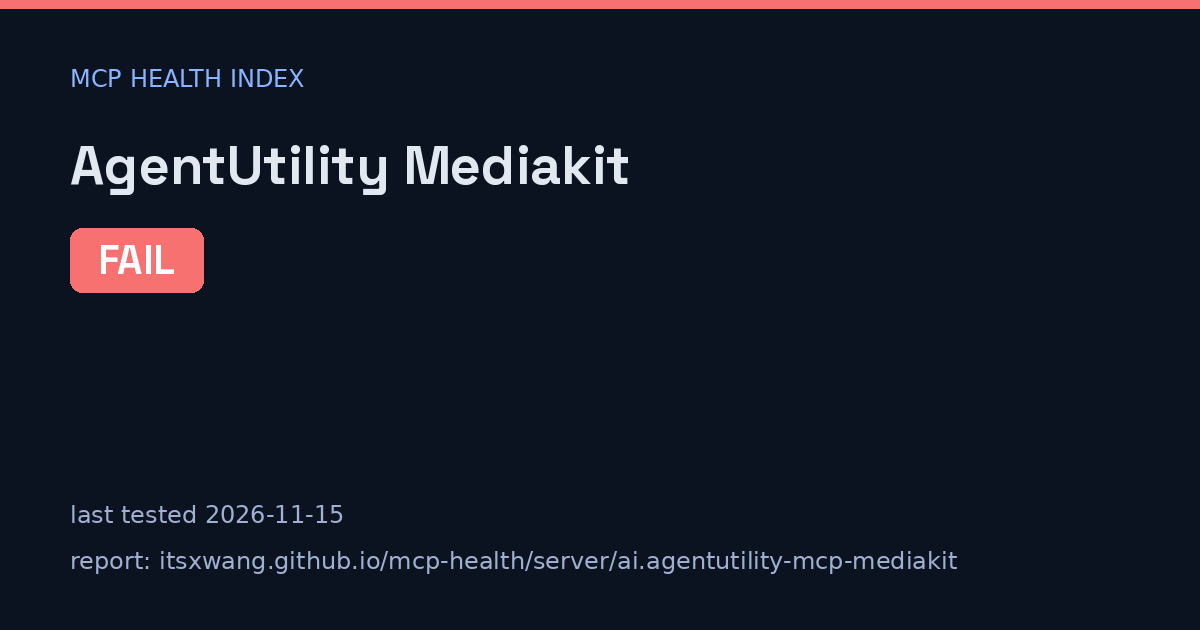 MCP HEALTH INDEX
AgentUtility Mediakit
FAIL
last tested 2026-11-15
report: itsxwang.github.io/mcp-health/server/ai.agentutility-mcp-mediakit